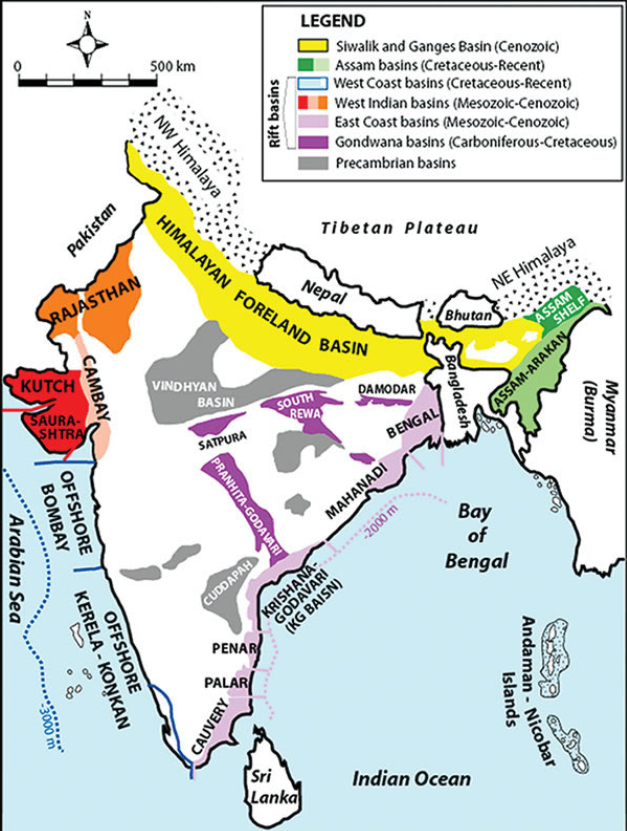 N
0 500 km
LEGEND
Siwalik and Ganges Basin (Cenozoic)
Assam basins (Cretaceous-Recent)
West Coast basins (Cretaceous-Recent)
West Indian basins (Mesozoic-Cenozoic)
East Coast basins (Mesozoic-Cenozoic)
Gondwana basins (Carboniferous-Cretaceous)
Precambrian basins
Rift basins
NW Himalaya
Pakistan
Tibetan Plateau
HIMALAYAN FORELAND BASIN
Nepal
NE Himalaya
Bhutan
ASSAM
SHELF
ASSAM-ARAKAN
Bangladesh
Myanmar
(Burma)
RAJASTHAN
KUTCH
SAURA-
SHTRA
CAMBAY
VINDHYAN
BASIN
SATPURA
SOUTH
REWA
DAMODAR
BENGAL
MAHANADI
PRANHITA-GODAVARI
-2000 m
Bay
of
Bengal
OFFSHORE
BOMBAY
Arabian Sea
OFFSHORE
KERELA - KONKAN
-3000 m
CUDDAPAH
KRISHANA-
GODAVARI
(KG BAISN)
PENAR
PALAR
CAUVERY
Andaman - Nicobar
Islands
Sri
Lanka
Indian Ocean